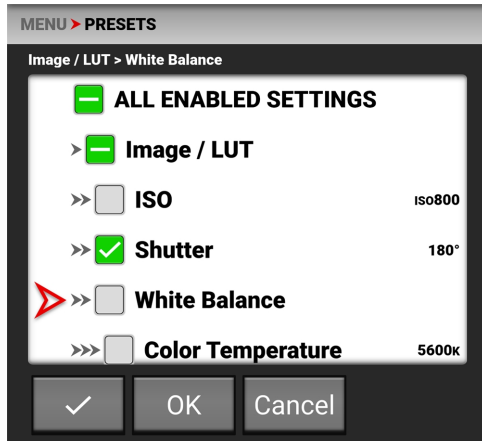 MENU > PRESETS
Image / LUT > White Balance
ALL ENABLED SETTINGS
> Image / LUT
>> ISO ISO800
>> Shutter 180°
>> White Balance
>>> Color Temperature 5600K
OK Cancel